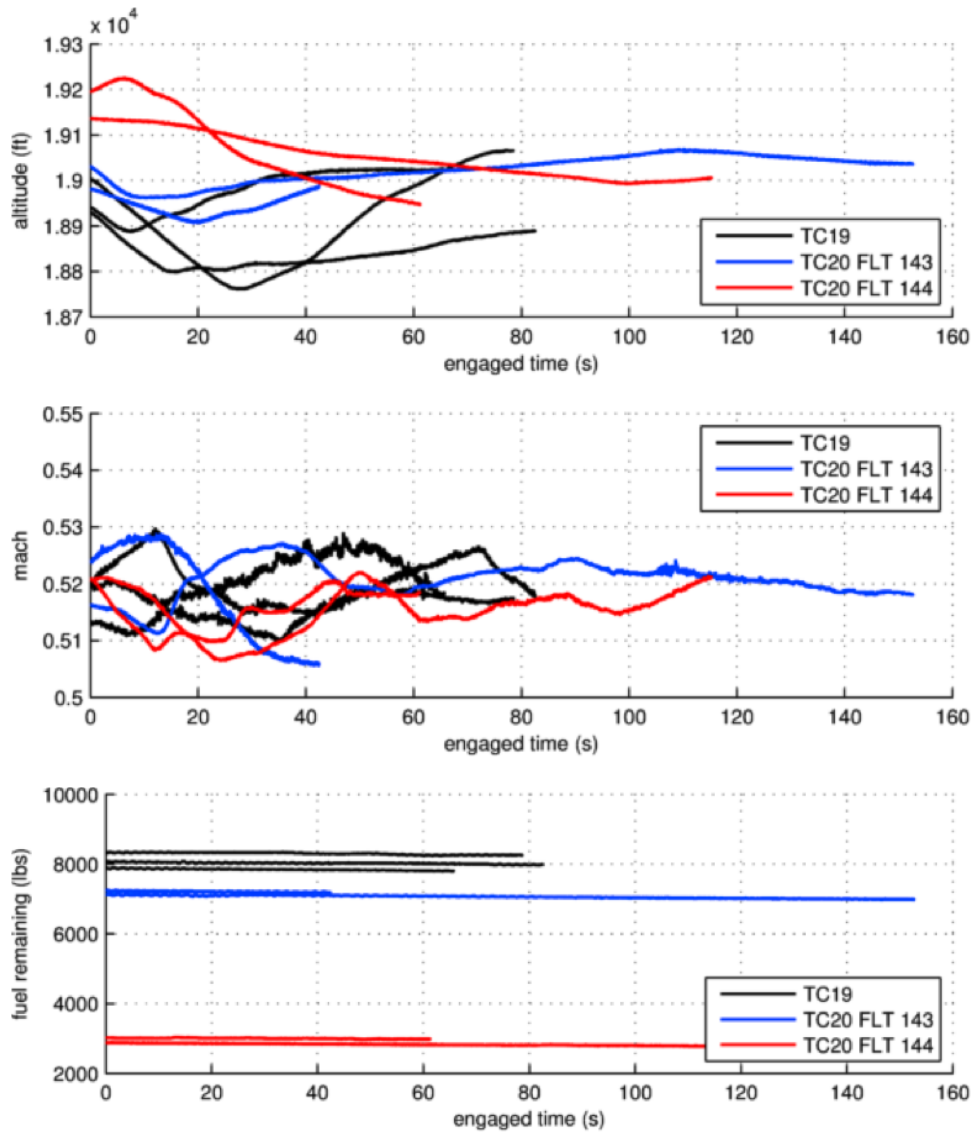 x 10⁴
1.93
1.92
1.91
1.9
1.89
1.88
1.87
altitude (ft)
0 20 40 60 80 100 120 140 160
engaged time (s)
TC19
TC20 FLT 143
TC20 FLT 144
0.55
0.54
0.53
0.52
0.51
0.5
mach
0 20 40 60 80 100 120 140 160
engaged time (s)
TC19
TC20 FLT 143
TC20 FLT 144
10000
8000
6000
4000
2000
fuel remaining (lbs)
0 20 40 60 80 100 120 140 160
engaged time (s)
TC19
TC20 FLT 143
TC20 FLT 144